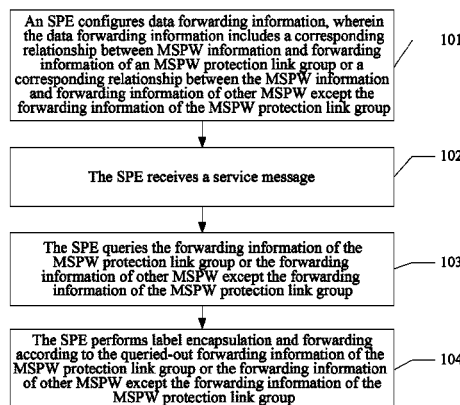 An SPE configures data forwarding information, wherein
the data forwarding information includes a corresponding
relationship between MSPW information and forwarding
information of an MSPW protection link group or a
corresponding relationship between the MSPW information
and forwarding information of other MSPW except the
forwarding information of the MSPW protection link group
101
The SPE receives a service message
102
The SPE queries the forwarding information of the
MSPW protection link group or the forwarding
information of other MSPW except the forwarding
information of the MSPW protection link group
103
The SPE performs label encapsulation and forwarding
according to the queried-out forwarding information of the
MSPW protection link group or the forwarding information
of other MSPW except the forwarding information of the
MSPW protection link group
104